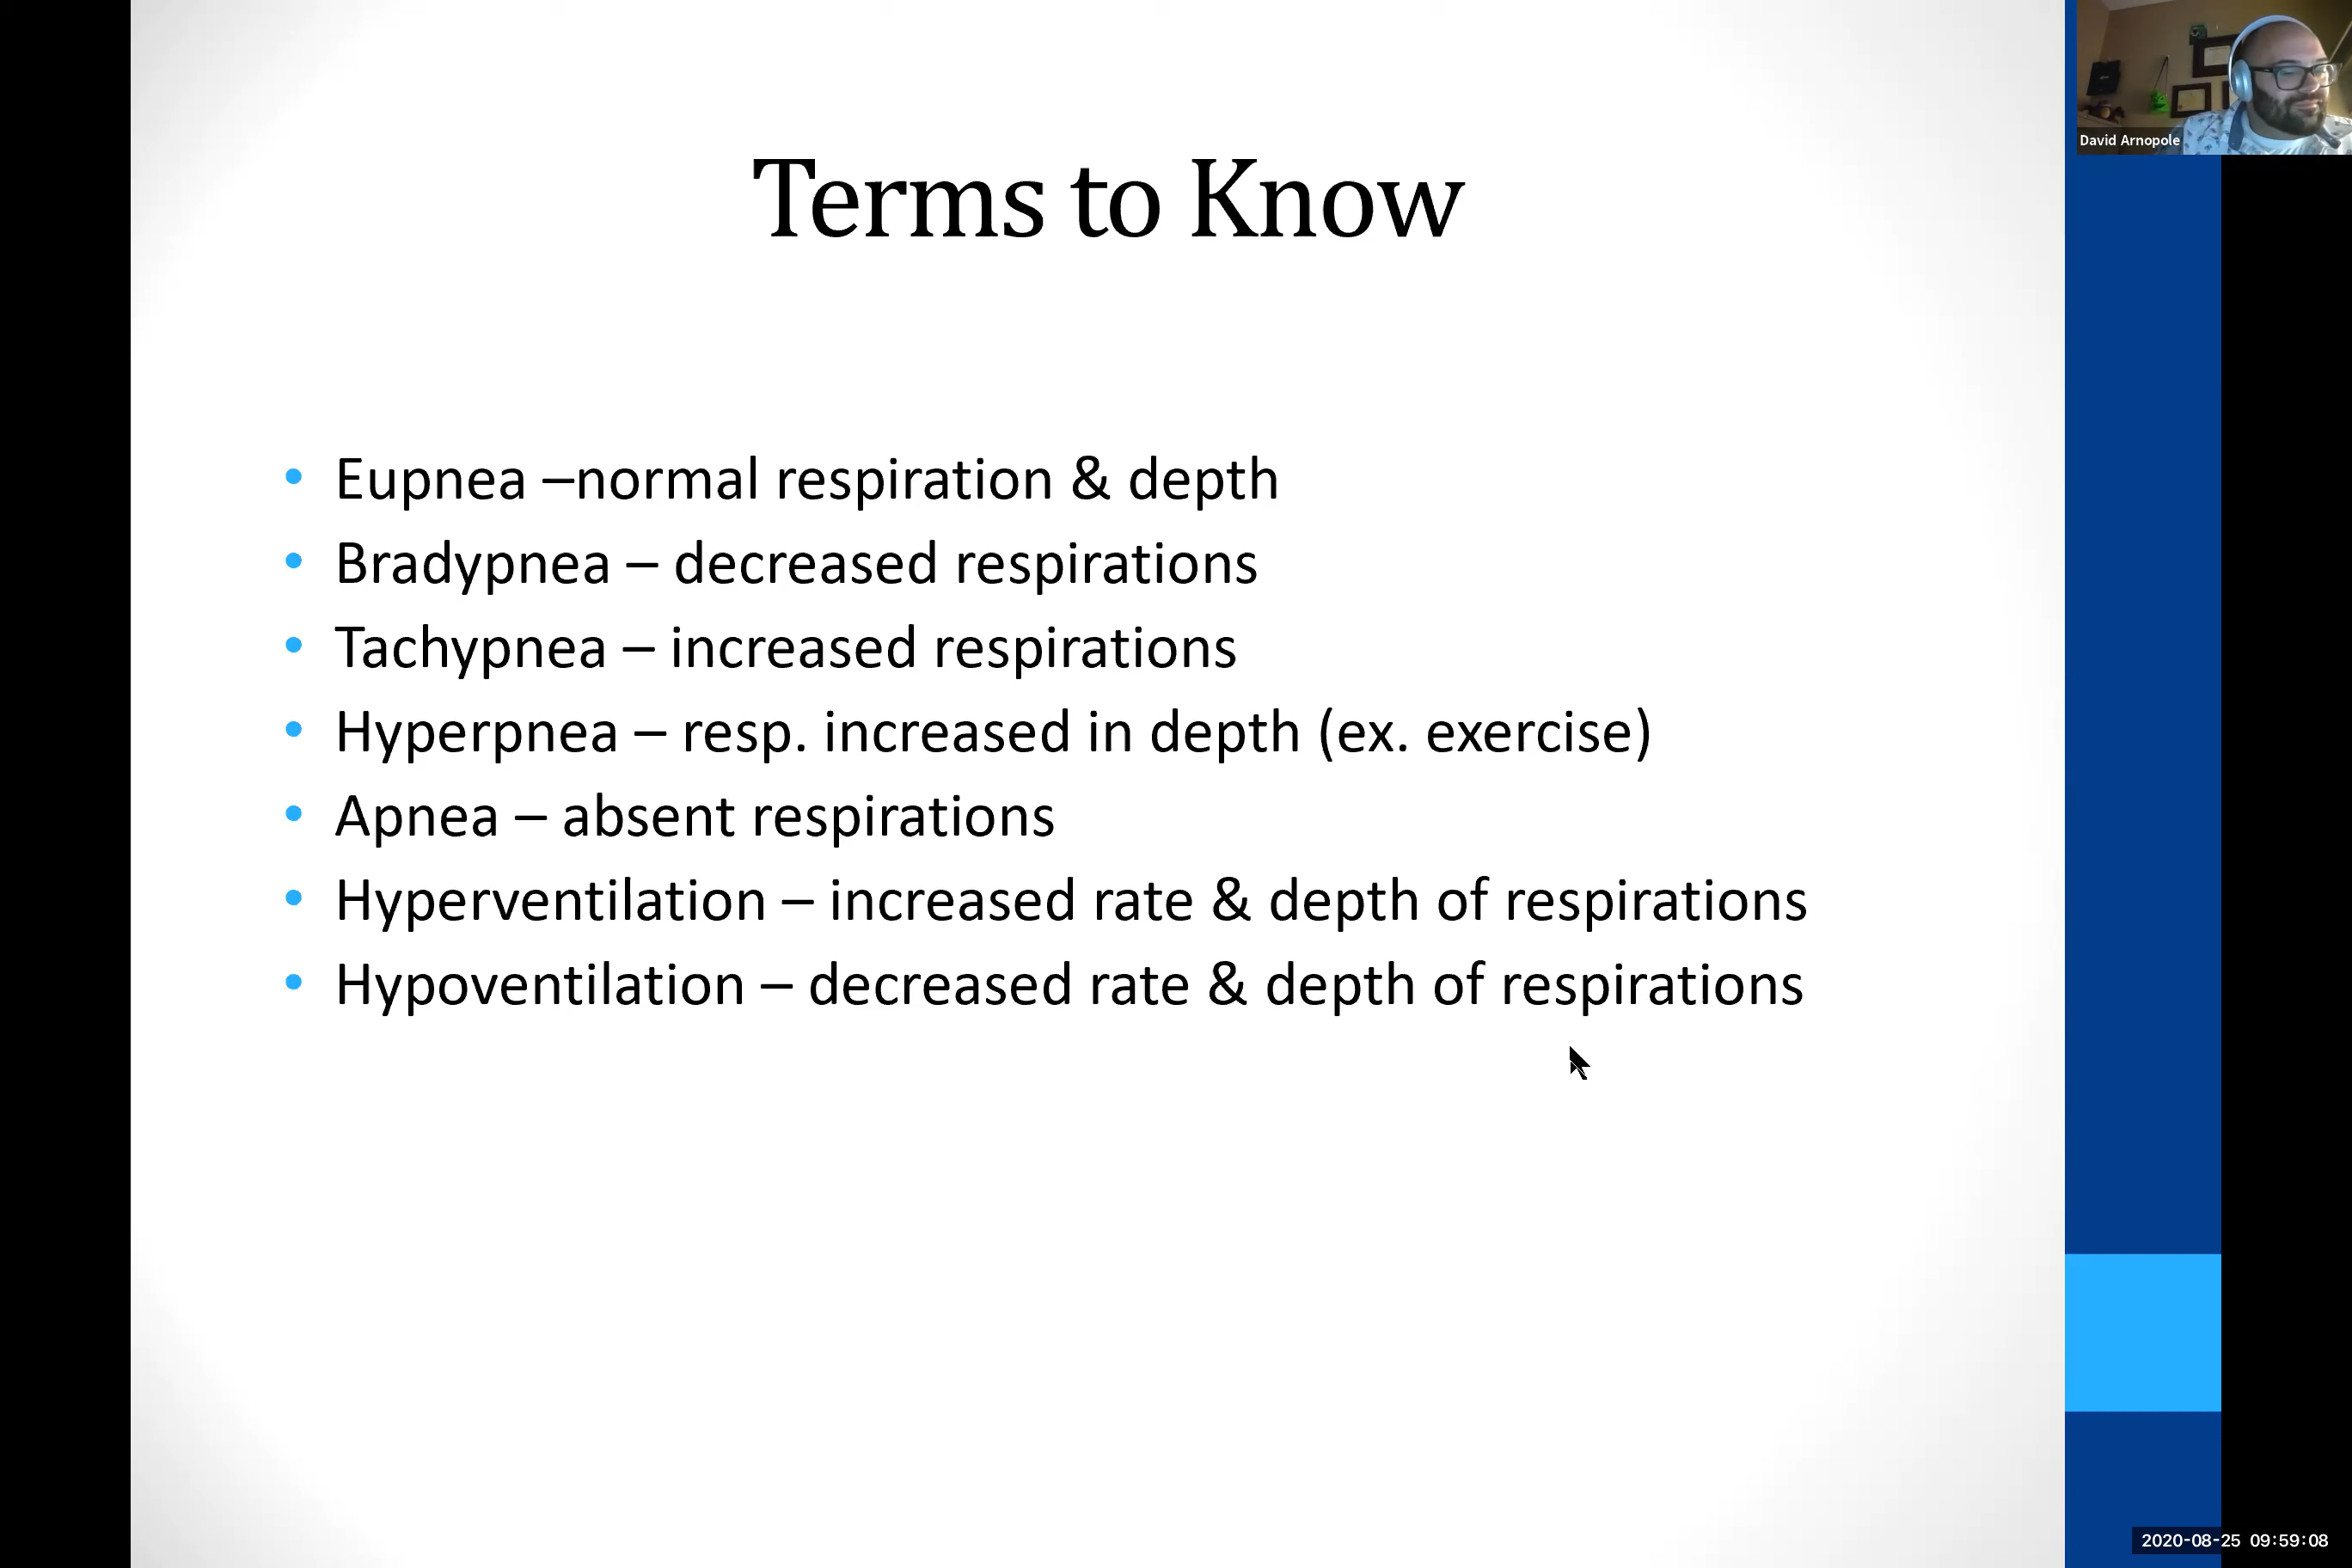 David Arnopole
Terms to Know
• Eupnea –normal respiration & depth
• Bradypnea – decreased respirations
• Tachypnea – increased respirations
• Hyperpnea – resp. increased in depth (ex. exercise)
• Apnea – absent respirations
• Hyperventilation – increased rate & depth of respirations
• Hypoventilation – decreased rate & depth of respirations
2020-08-25 09:59:08